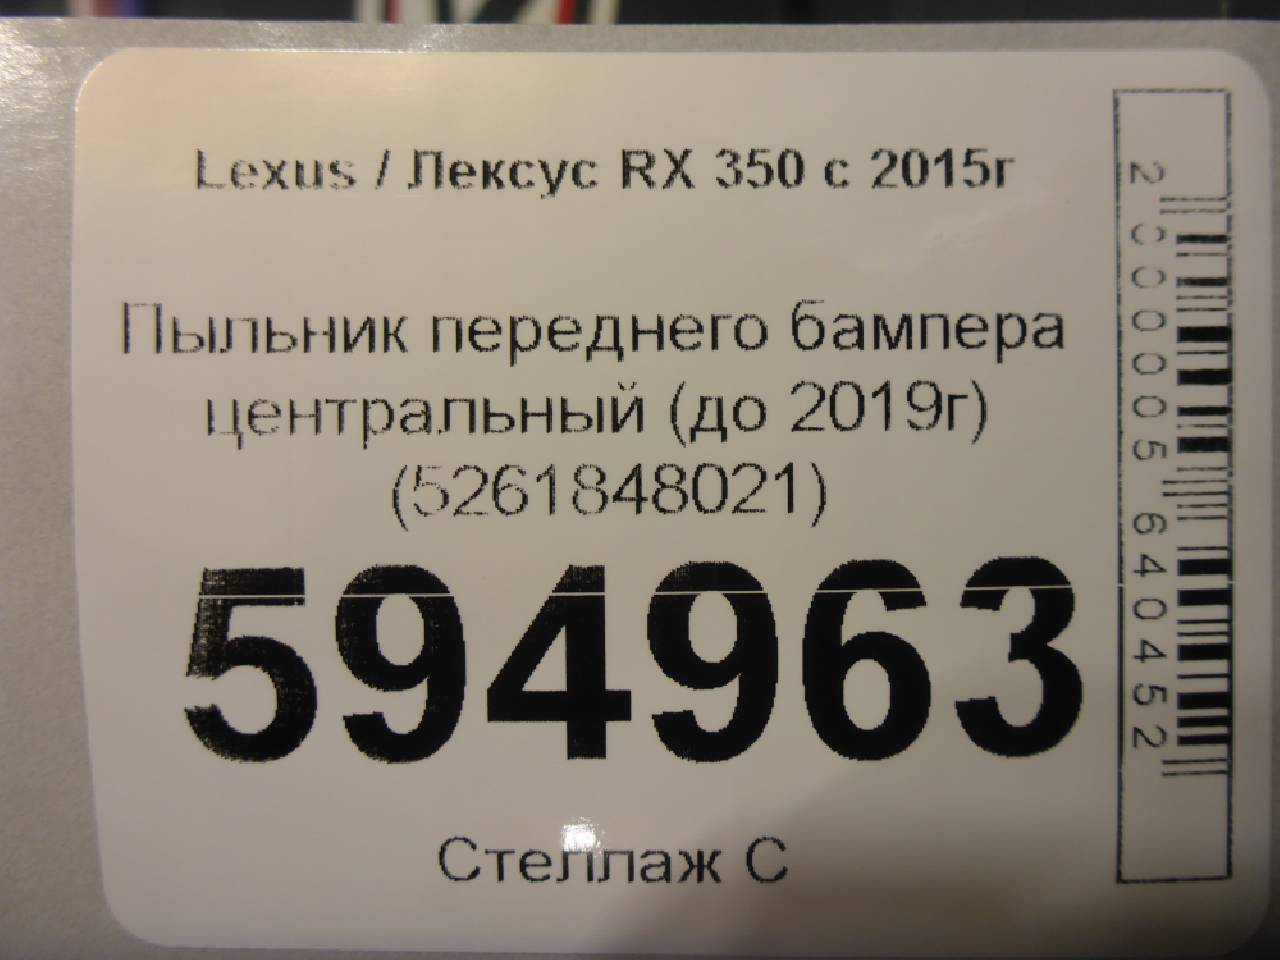 Lexus / Лексус RX 350 с 2015г
Пыльник переднего бампера
центральный (до 2019г)
(5261848021)
594963
Стеллаж С
2000005640452